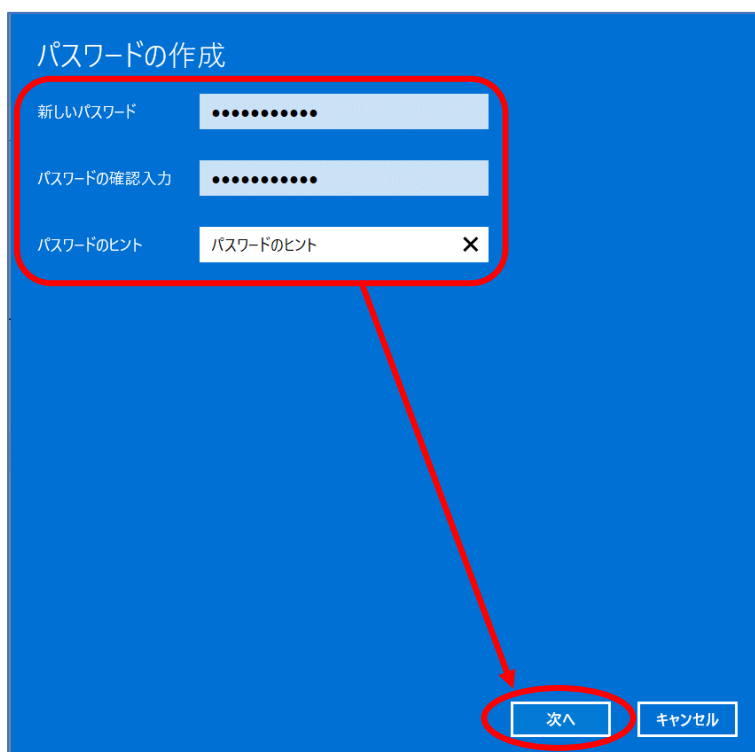 パスワードの作成
新しいパスワード ●●●●●●●●●●●
パスワードの確認入力 ●●●●●●●●●●●
パスワードのヒント パスワードのヒント ×
次へ キャンセル